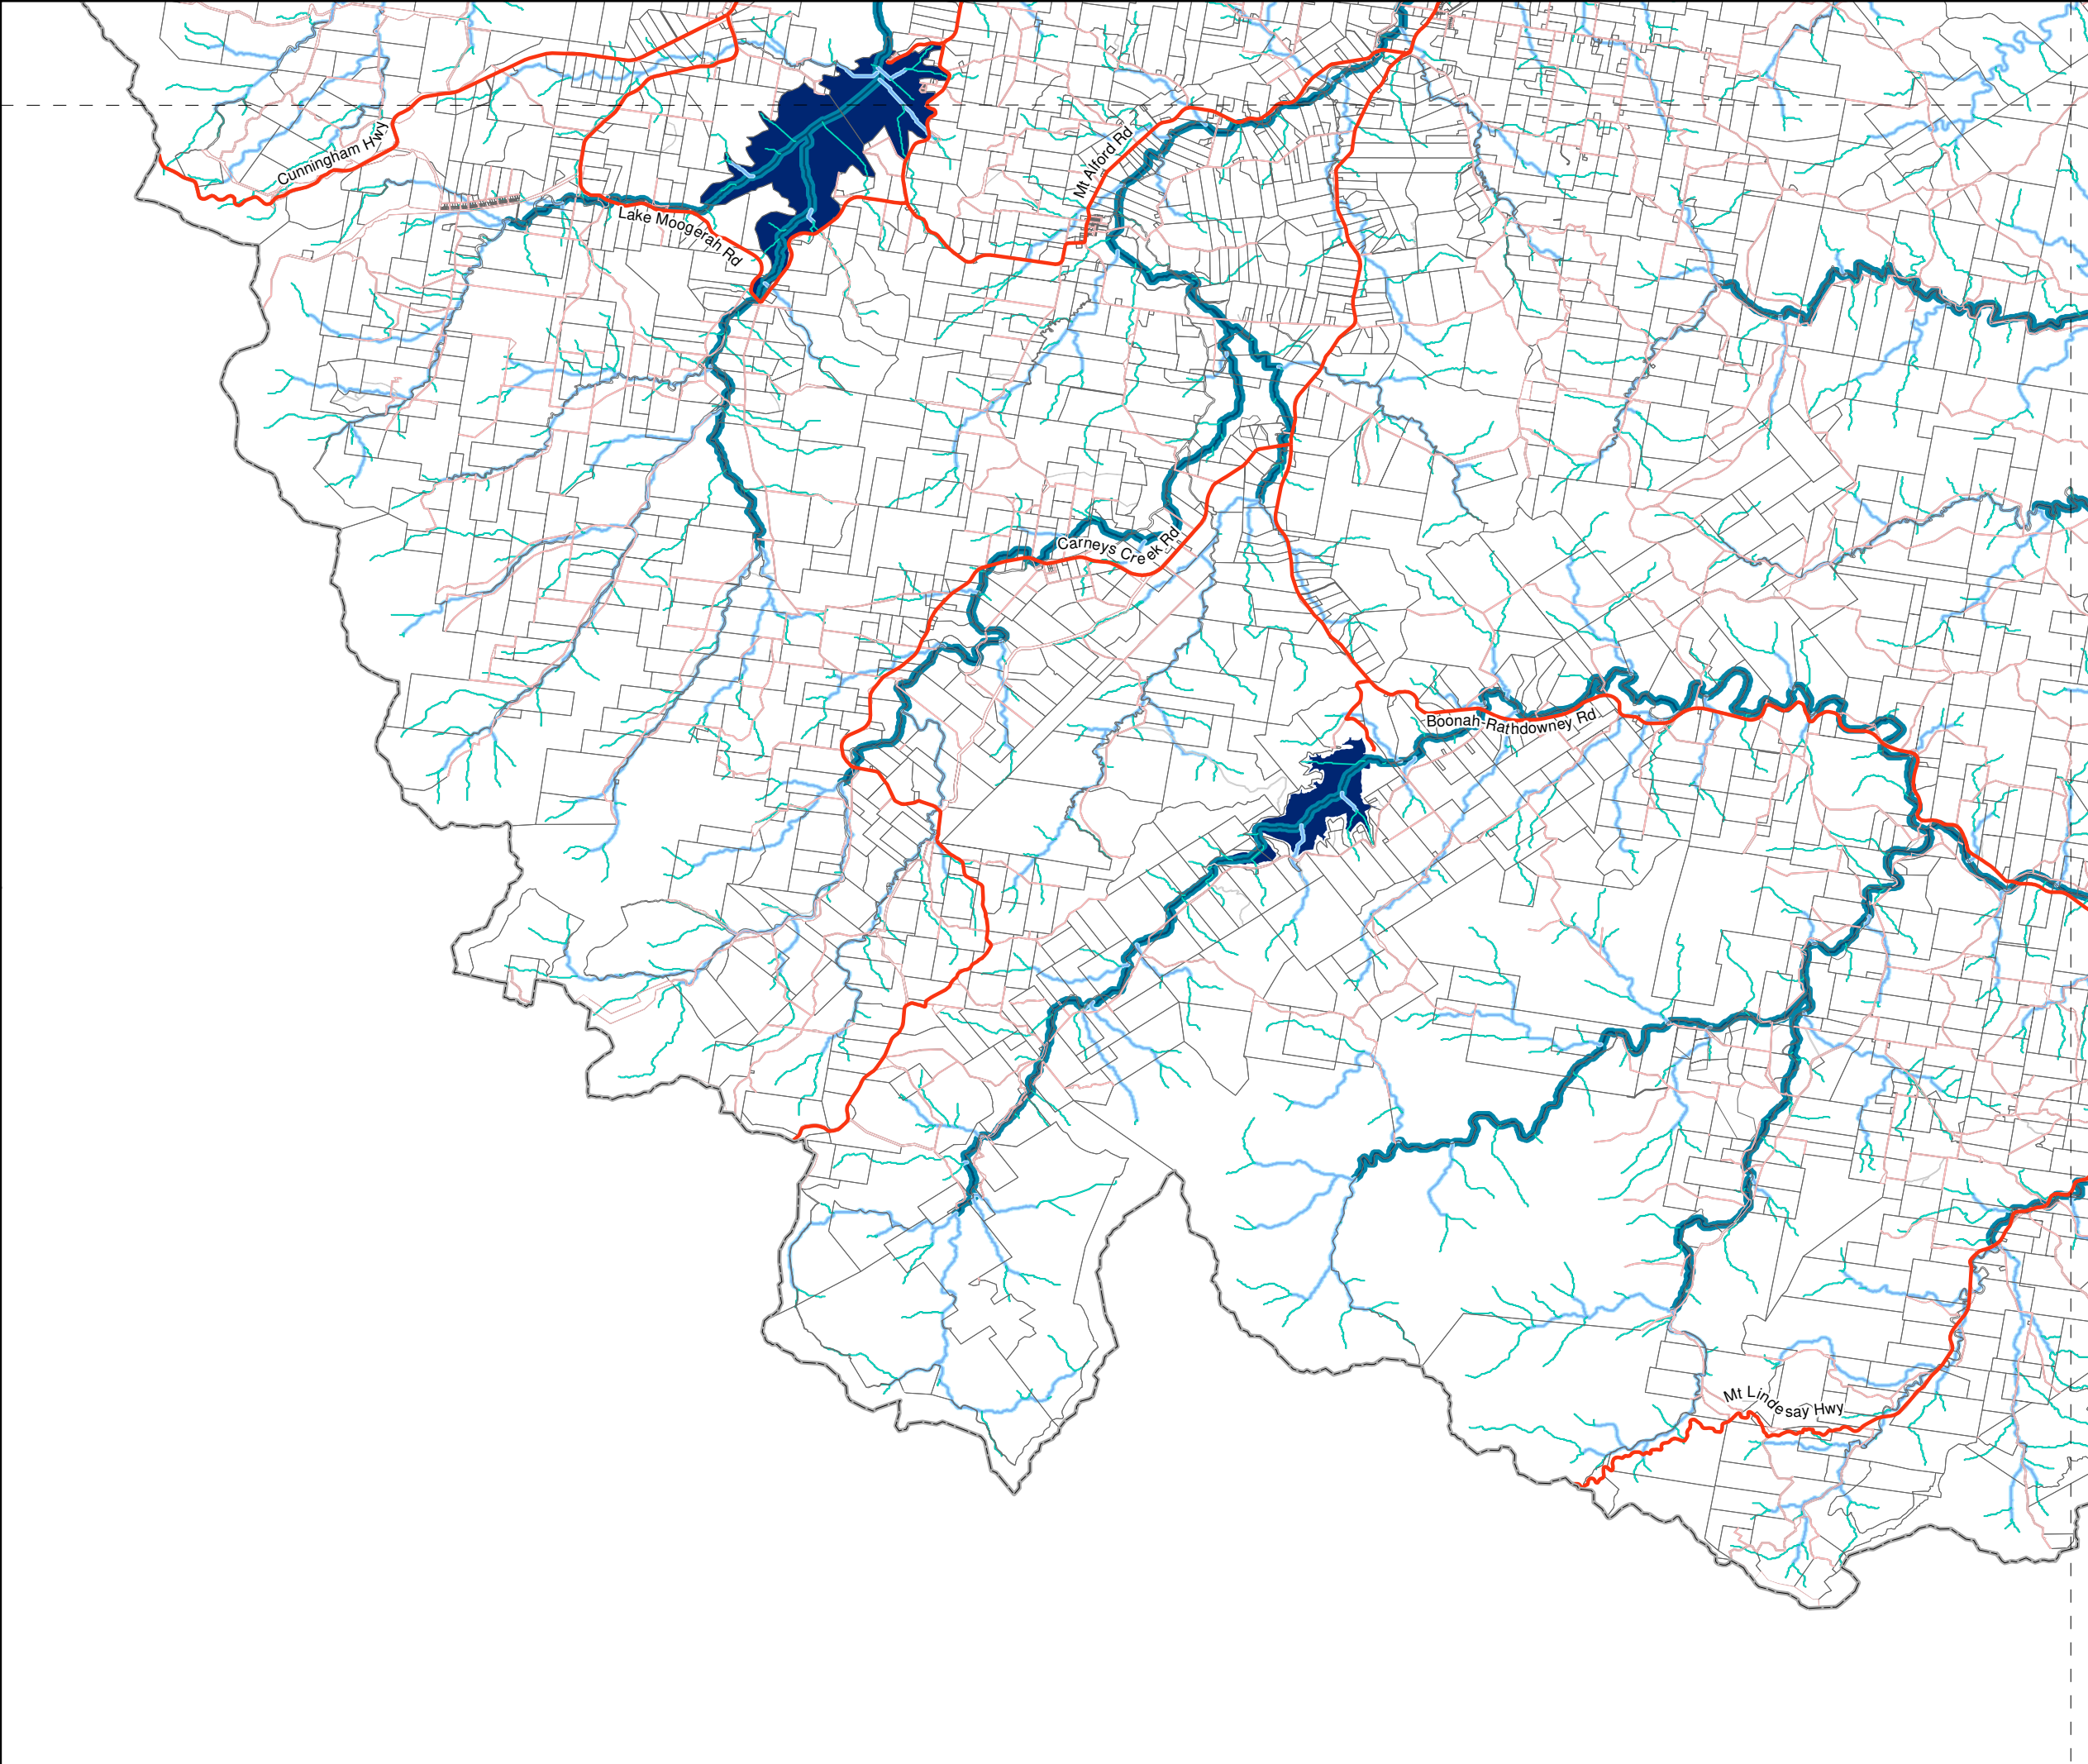 Cunningham Hwy
Mt Alford Rd
Lake Moogerah Rd
Carneys Creek Rd
Boonah-Rathdowney Rd
Mt Lindesay Hwy